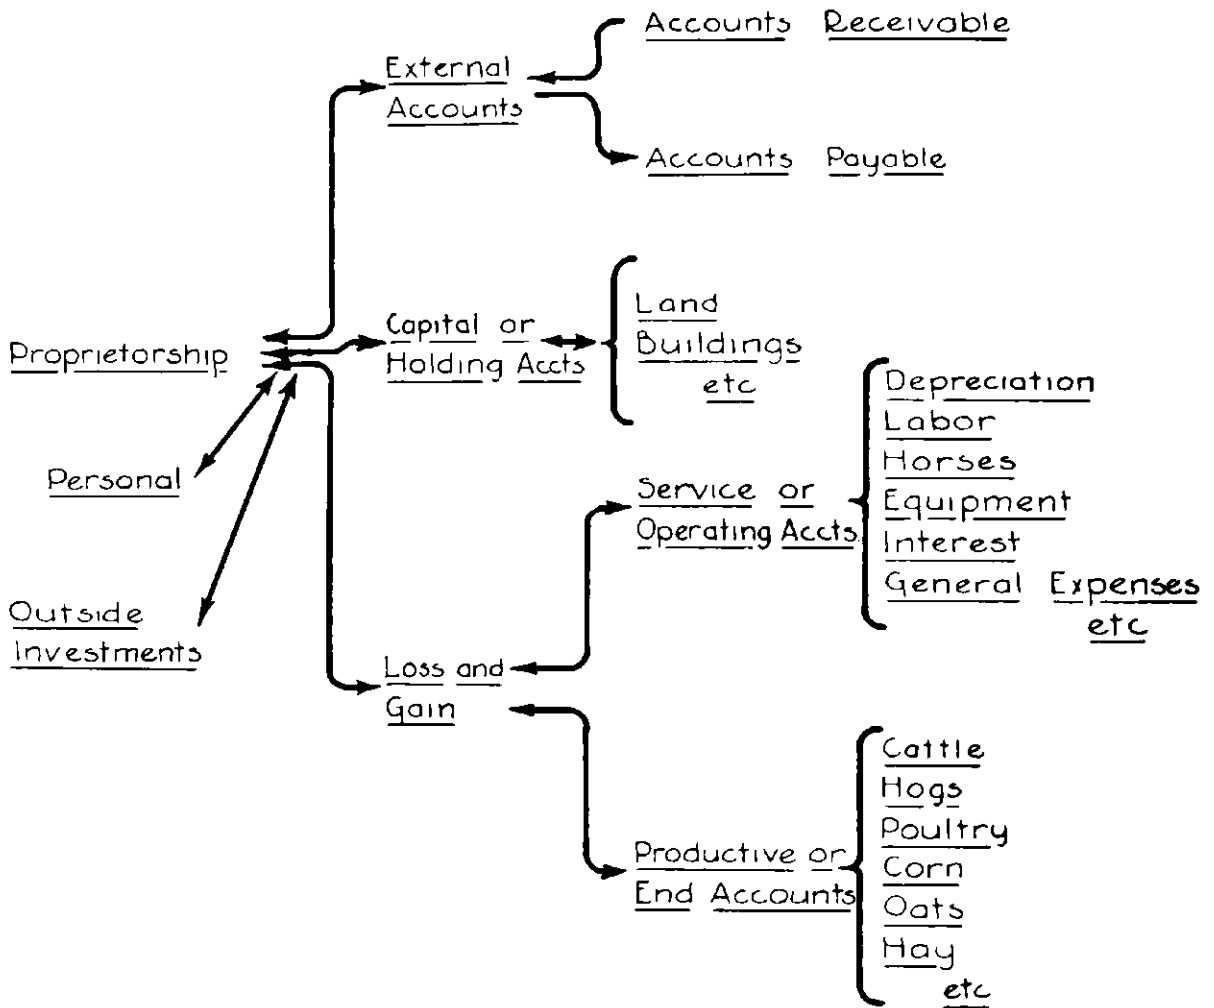 Accounts Receivable
External
Accounts
Accounts Payable
Proprietorship
Capital or
Holding Accts
Land
Buildings
etc
Personal
Outside
Investments
Service or
Operating Accts
Depreciation
Labor
Horses
Equipment
Interest
General Expenses
etc
Loss and
Gain
Productive or
End Accounts
Cattle
Hogs
Poultry
Corn
Oats
Hay
etc